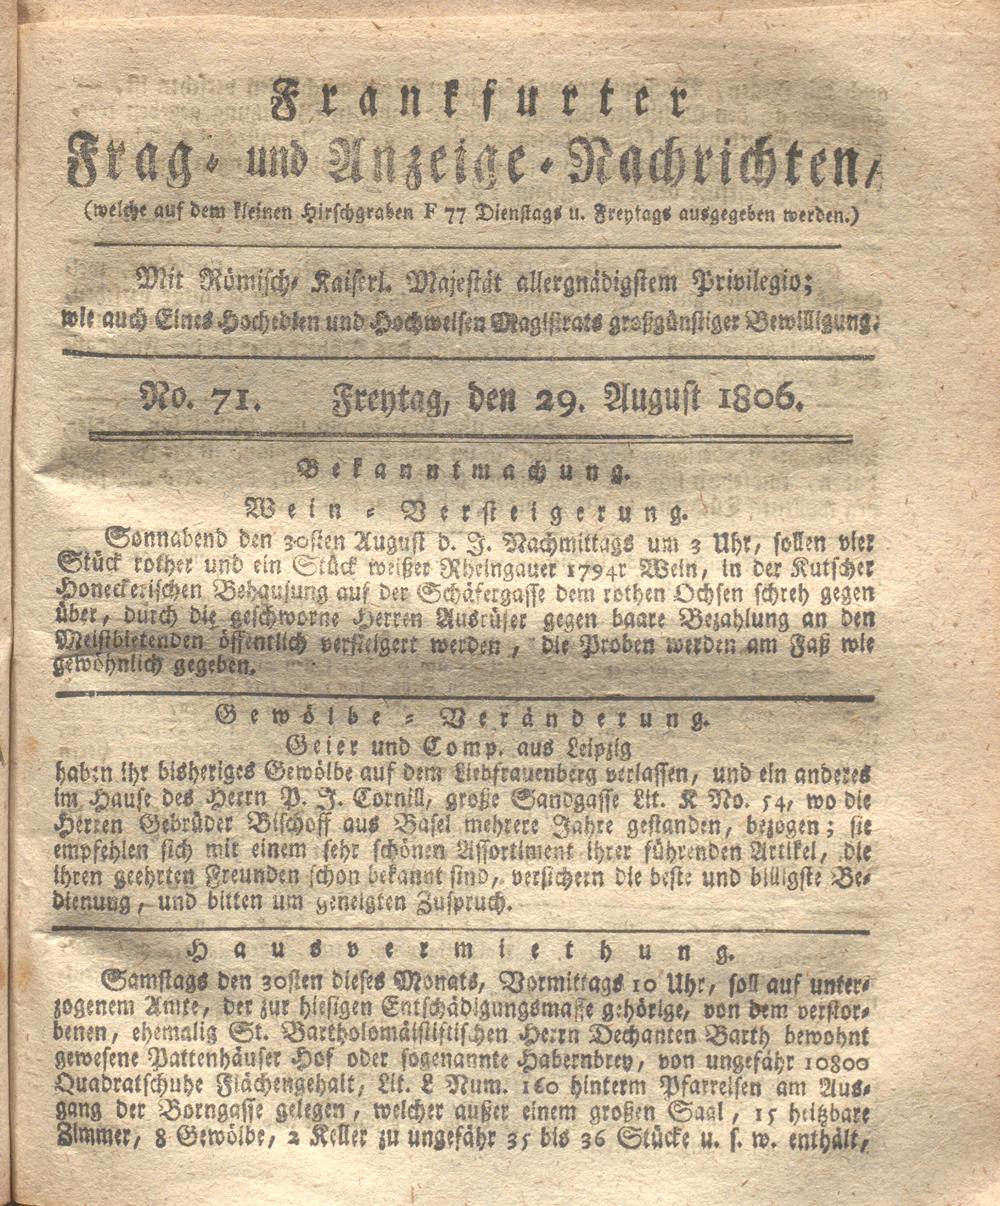 Frankfurter
Frag- und Anzeige-Nachrichten,
(welche auf dem kleinen Hirschgraben F 77 Dienstags u. Freytags ausgegeben werden.)
Mit Römisch- Kaiserl. Majestät allergnädigstem Privilegio;
wie auch Eines Hochedlen und Hochweisen Magistrats großgünstiger Bewilligung.
No. 71. Freytag, den 29. August 1806.
Bekanntmachung.
Wein-Versteigerung.
Sonnabend den 30sten August d. J. Nachmittags um 3 Uhr, sollen vier
Stück rother und ein Stück weißer Rheingauer 1794r Wein, in der Kutscher
Honeckerischen Behausung auf der Schäfergasse dem rothen Ochsen schreh gegen
über, durch die geschworne Herren Ausrüfer gegen baare Bezahlung an den
Meistbietenden öffentlich versteigert werden, die Proben werden am Faß wie
gewöhnlich gegeben.
Gewölbe-Veränderung.
Geier und Comp. aus Leipzig
haben ihr bisheriges Gewölbe auf dem Liebfrauenberg verlassen, und ein anderes
im Hause des Herrn P. J. Cornill, große Sandgasse Lit. K No. 54, wo die
Herren Gebrüder Bischoff aus Basel mehrere Jahre gestanden, bezogen; sie
empfehlen sich mit einem sehr schönen Assortiment ihrer führenden Artikel, die
ihren geehrten Freunden schon bekannt sind, versichern die beste und billigste Be-
dienung, und bitten um geneigten Zuspruch.
Hausvermiethung.
Samstags den 30sten dieses Monats, Vormittags 10 Uhr, soll auf unter-
zogenem Amte, der zur hiesigen Entschädigungsmasse gehörige, von dem verstor-
benen, ehemalig St. Bartholomäistiftischen Herrn Dechanten Barth bewohnt
gewesene Pattenhäuser Hof oder sogenannte Habernbrey, von ungefähr 10800
Quadratschuhe Flächengehalt, Lit. L Num. 160 hinterm Pfarreisen am Aus-
gang der Borngasse gelegen, welcher außer einem großen Saal, 15 heitzbare
Zimmer, 8 Gewölbe, 2 Keller zu ungefähr 35 bis 36 Stücke u. s. w. enthält,